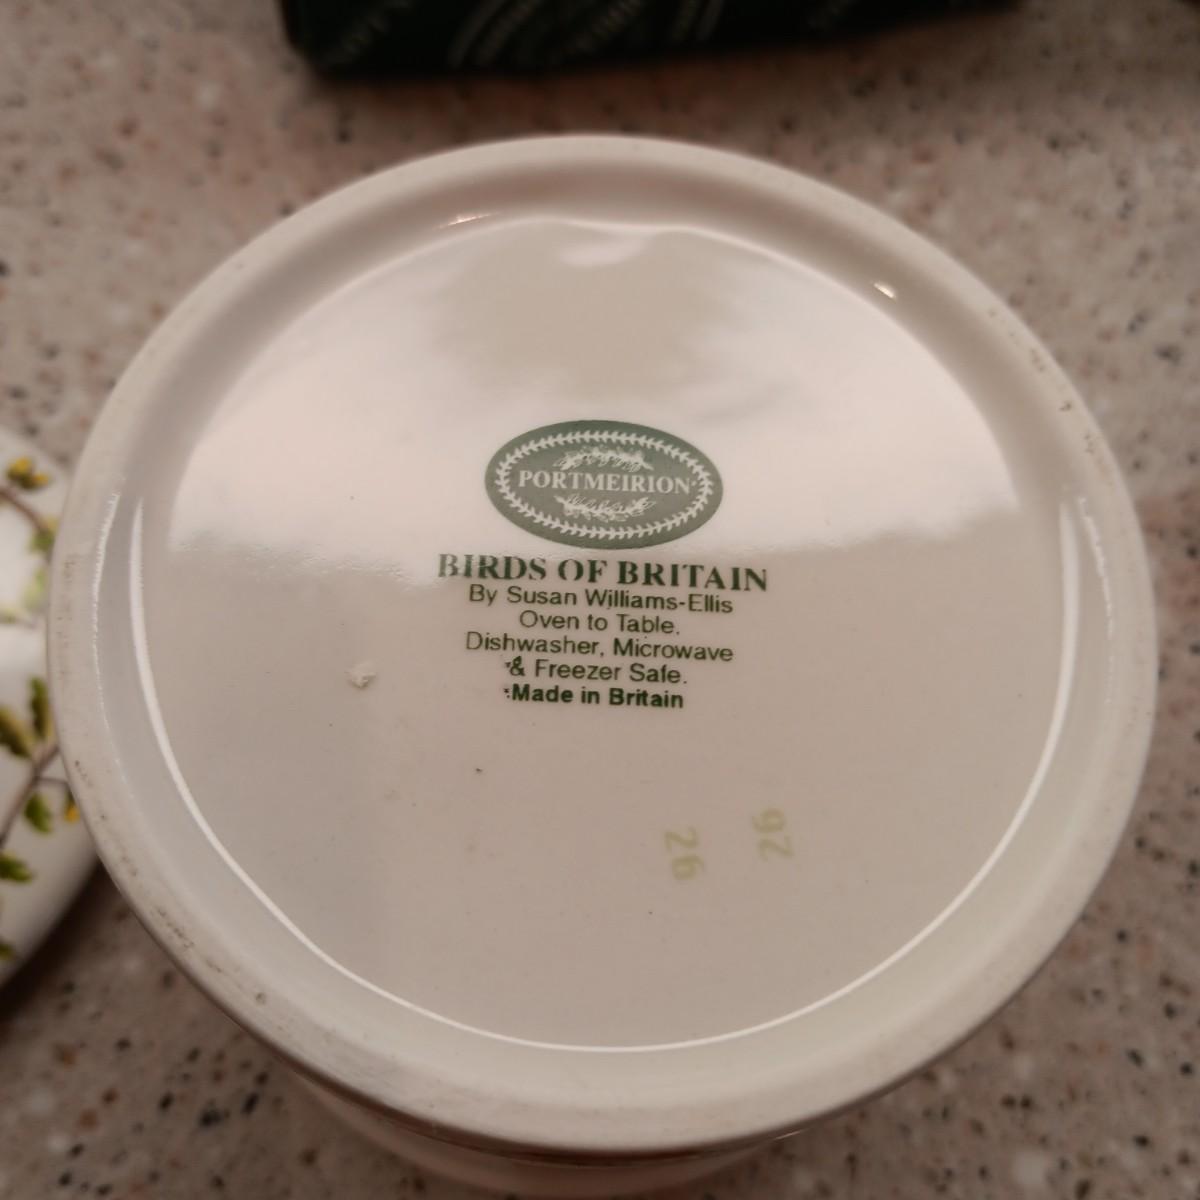 PORTMEIRION
BIRDS OF BRITAIN
By Susan Williams-Ellis
Oven to Table.
Dishwasher, Microwave
& Freezer Safe.
Made in Britain
26
92